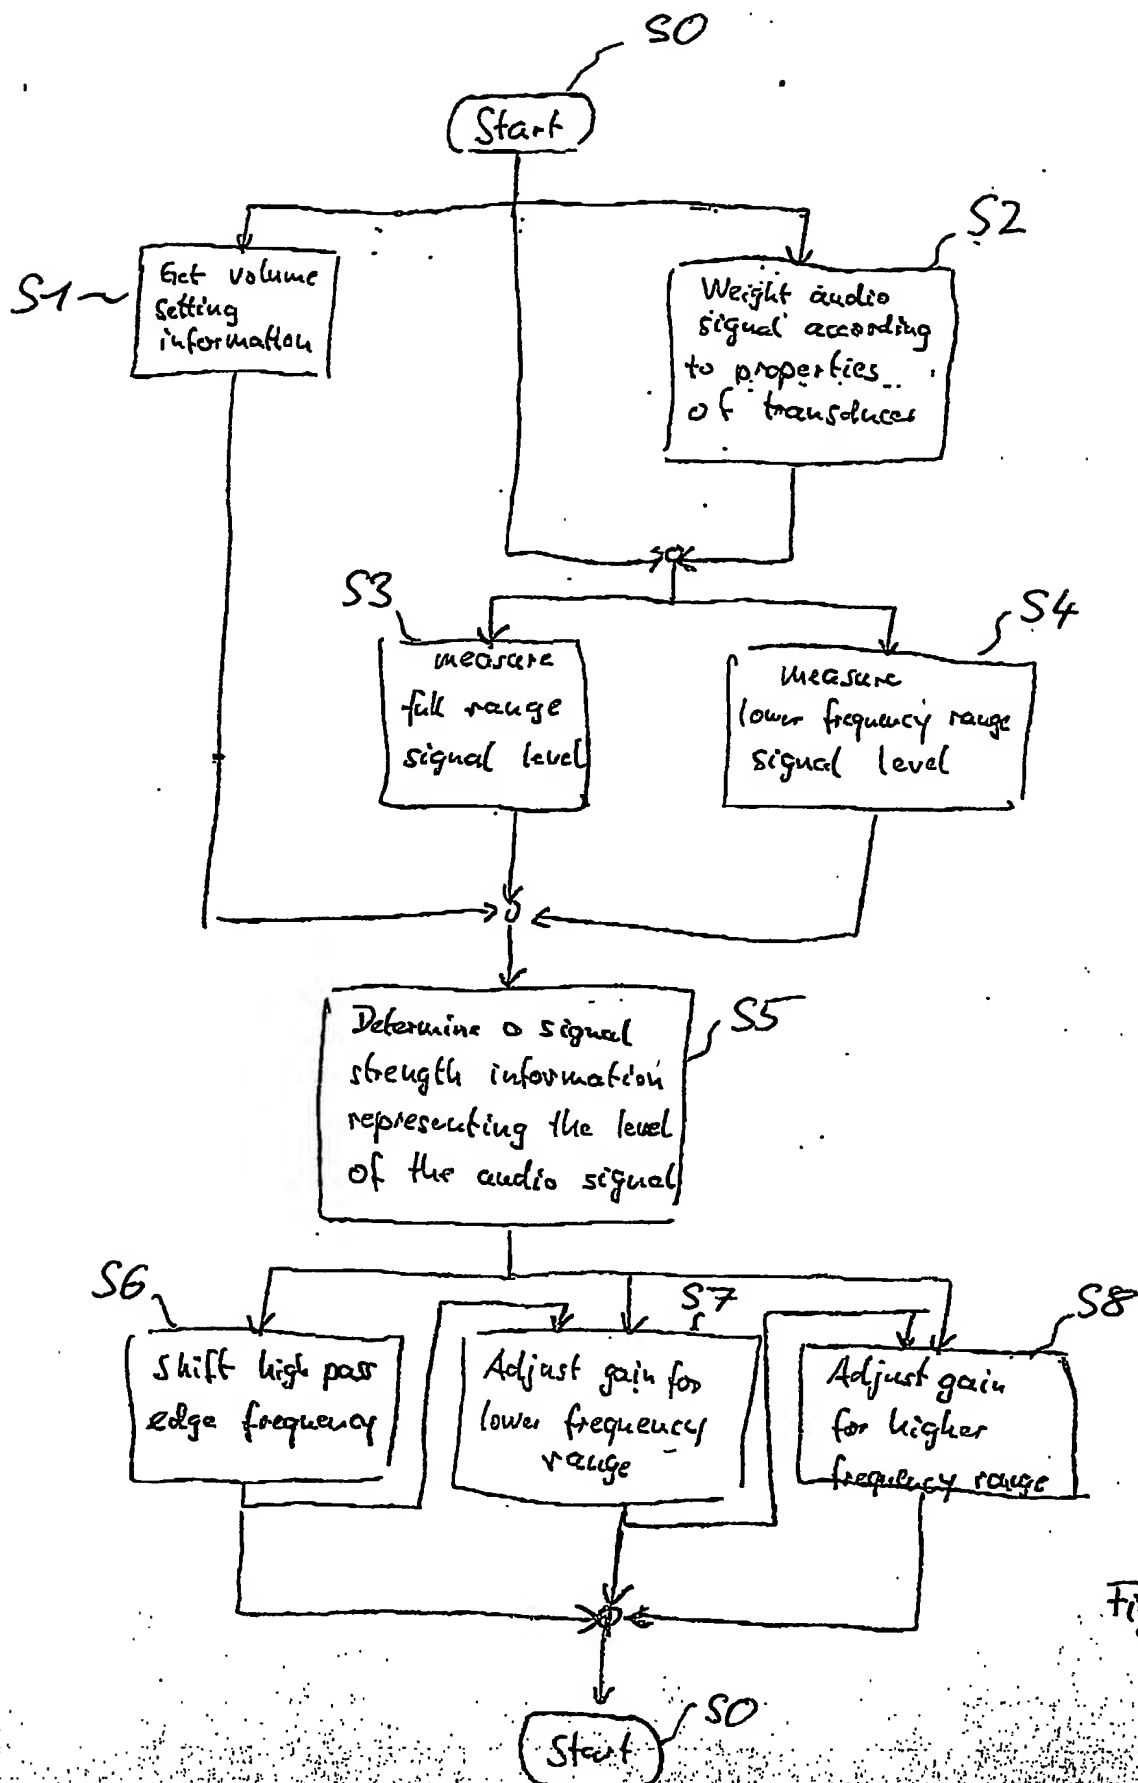 S0
Start
S2
S1
Get volume
setting
information
Weight audio
signal according
to properties
of transducer
S3
S4
measure
full range
signal level
measure
lower frequency range
signal level
S5
Determine a signal
strength information
representing the level
of the audio signal
S6
S7
S8
Shift high pass
edge frequency
Adjust gain for
lower frequency
range
Adjust gain
for higher
frequency range
Fig
S0
Start